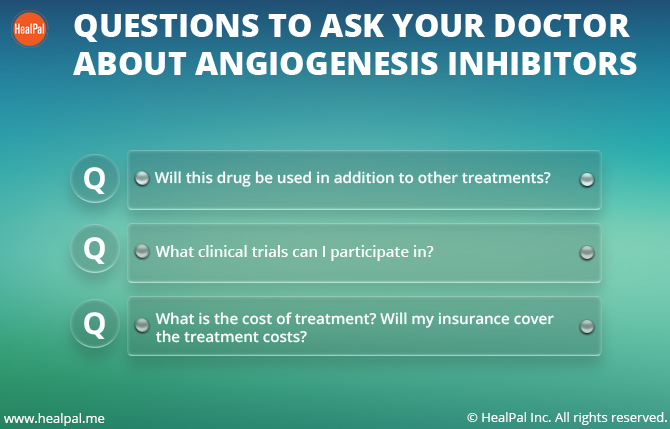 HealPal
QUESTIONS TO ASK YOUR DOCTOR
ABOUT ANGIOGENESIS INHIBITORS
Q
Will this drug be used in addition to other treatments?
Q
What clinical trials can I participate in?
Q
What is the cost of treatment? Will my insurance cover
the treatment costs?
www.healpal.me
© HealPal Inc. All rights reserved.